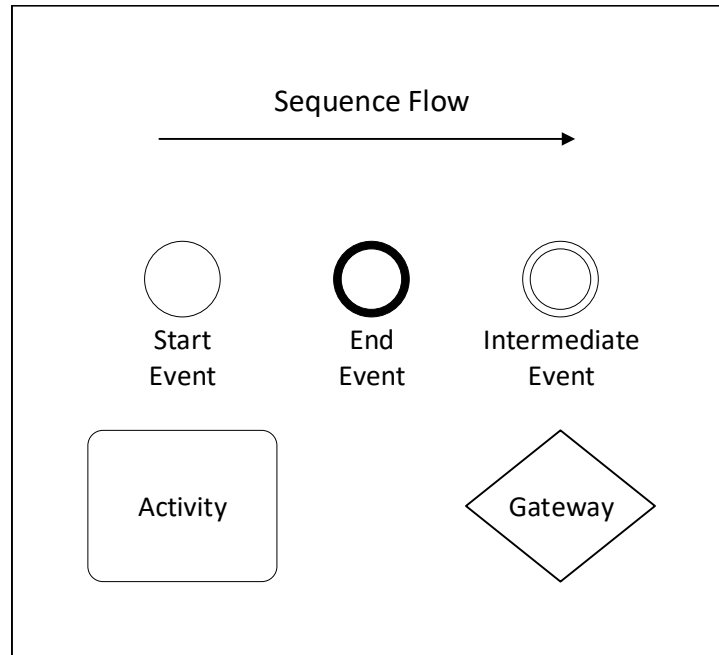 Sequence Flow
Start
Event
End
Event
Intermediate
Event
Activity
Gateway